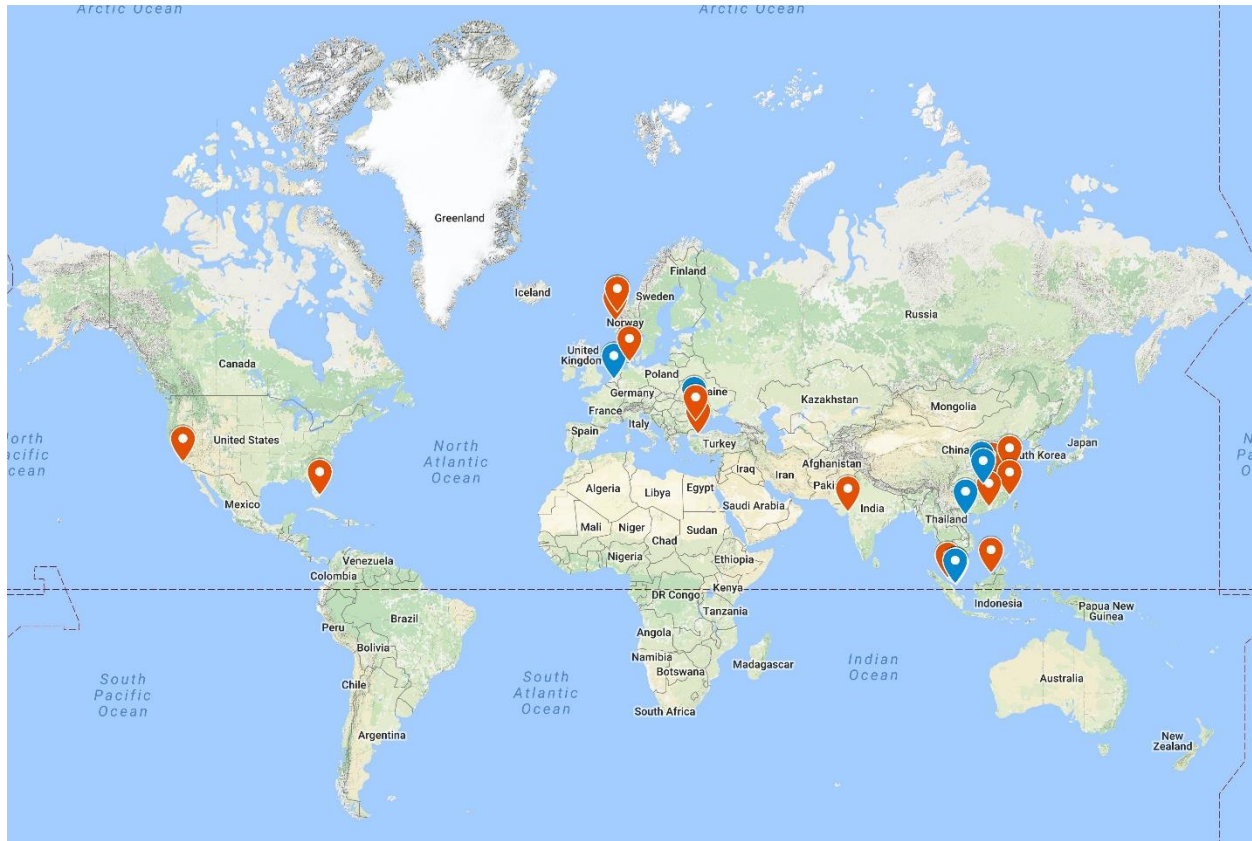 Arctic Ocean
Arctic Ocean
Greenland
Iceland
Finland
Sweden
Norway
Russia
Canada
United
Kingdom
Poland
Germany
France
Italy
Spain
Kazakhstan
Mongolia
United States
North
Atlantic
Ocean
Turkey
China
South Korea
Japan
Iraq
Iran
Afghanistan
Mexico
Algeria
Libya
Egypt
Saudi Arabia
India
Mali
Niger
Chad
Sudan
Thailand
Venezuela
Colombia
Nigeria
Ethiopia
DR Congo
Kenya
Tanzania
Indonesia
Papua New
Guinea
Peru
Brazil
Bolivia
Angola
Namibia
Botswana
Madagascar
South
Pacific
Ocean
Chile
South
Atlantic
Ocean
Indian
Ocean
Australia
South Africa
Argentina
New
Zealand